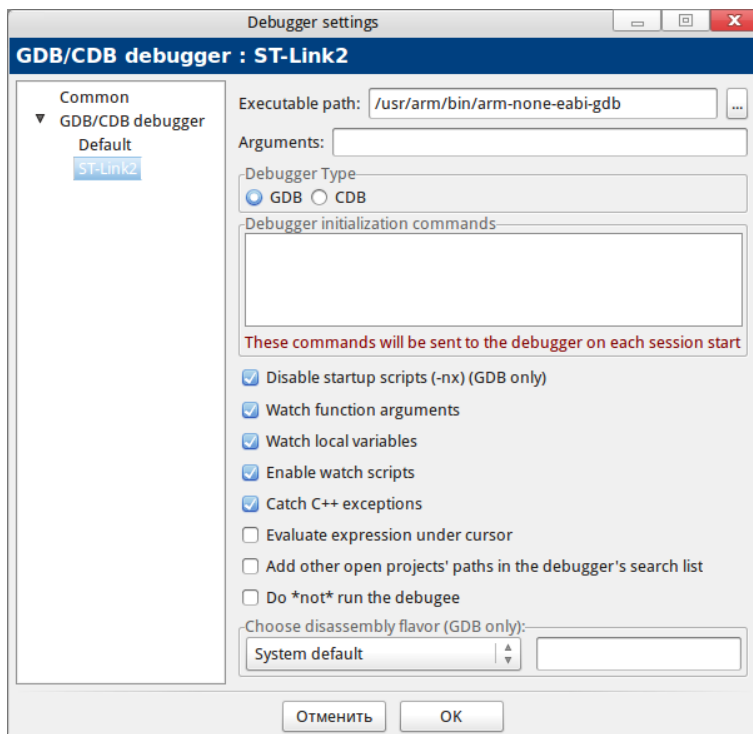 Debugger settings
GDB/CDB debugger : ST-Link2
Common
GDB/CDB debugger
Default
ST-Link2
Executable path: /usr/arm/bin/arm-none-eabi-gdb ...
Arguments:
Debugger Type
GDB CDB
Debugger initialization commands
These commands will be sent to the debugger on each session start
Disable startup scripts (-nx) (GDB only)
Watch function arguments
Watch local variables
Enable watch scripts
Catch C++ exceptions
Evaluate expression under cursor
Add other open projects' paths in the debugger's search list
Do *not* run the debugee
Choose disassembly flavor (GDB only):
System default
Отменить OK